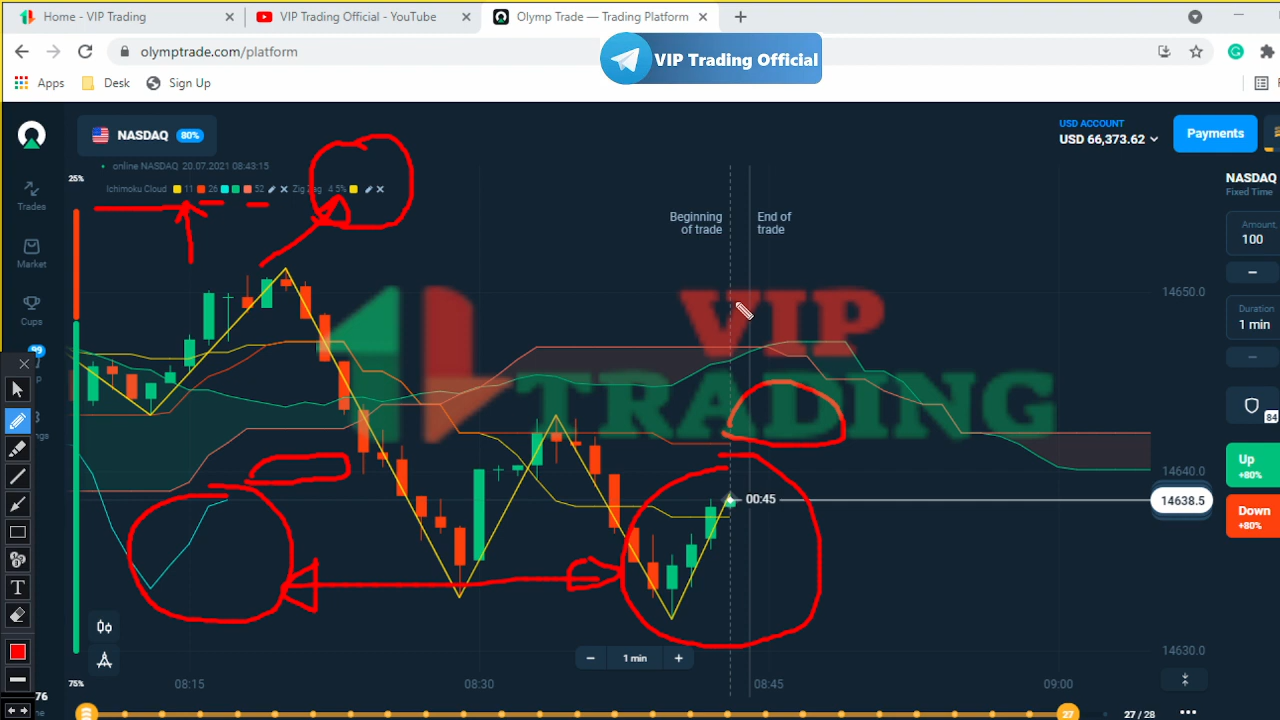 Home - VIP Trading
VIP Trading Official - YouTube
Olymp Trade — Trading Platform
olymptrade.com/platform
VIP Trading Official
Apps
Desk
Sign Up
NASDAQ 80%
USD ACCOUNT
USD 66,373.62
Payments
online NASDAQ 20.07.2021 08:43:15
25%
Ichimoku Cloud 11 26 52 Zig Zag 4 5%
Trades
Market
Cups
99
NASDAQ
Fixed Time
Amount,
100
Duration
1 min
84
Up
+80%
Down
+80%
Beginning
of trade
End of
trade
VIP
TRADING
14650.0
14640.0
14638.5
14630.0
00:45
1 min
75%
08:15
08:30
08:45
09:00
76
27
27 / 28